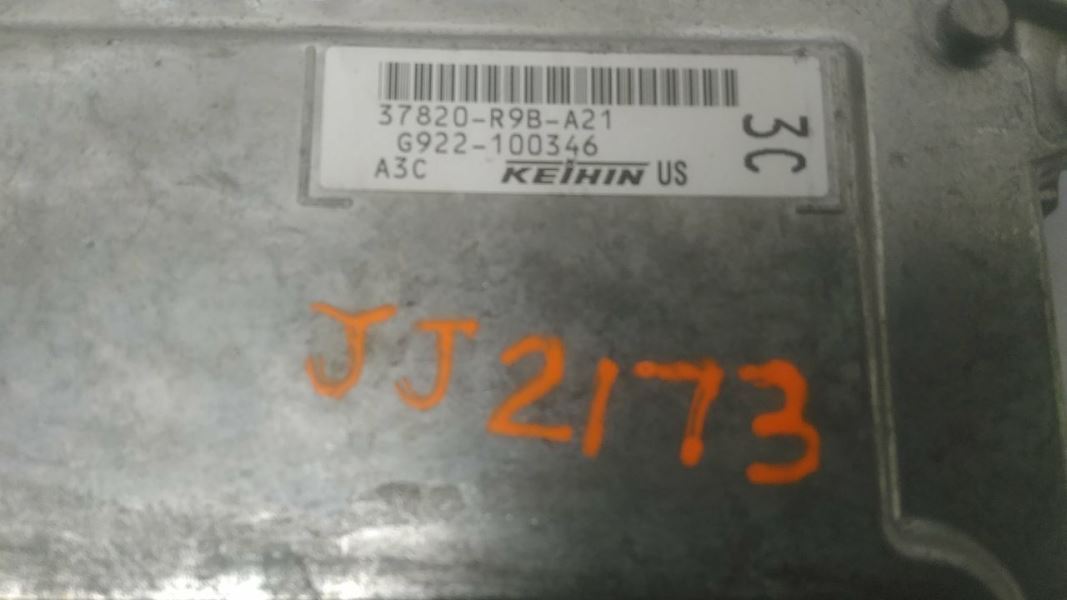 37820-R9B-A21
G922-100346
A3C KEIHIN US
3C
JJ2173